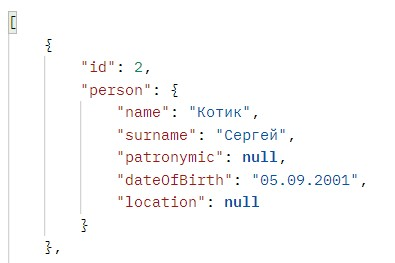 [
{
"id": 2,
"person": {
"name": "Котик",
"surname": "Сергей",
"patronymic": null,
"dateOfBirth": "05.09.2001",
"location": null
}
},